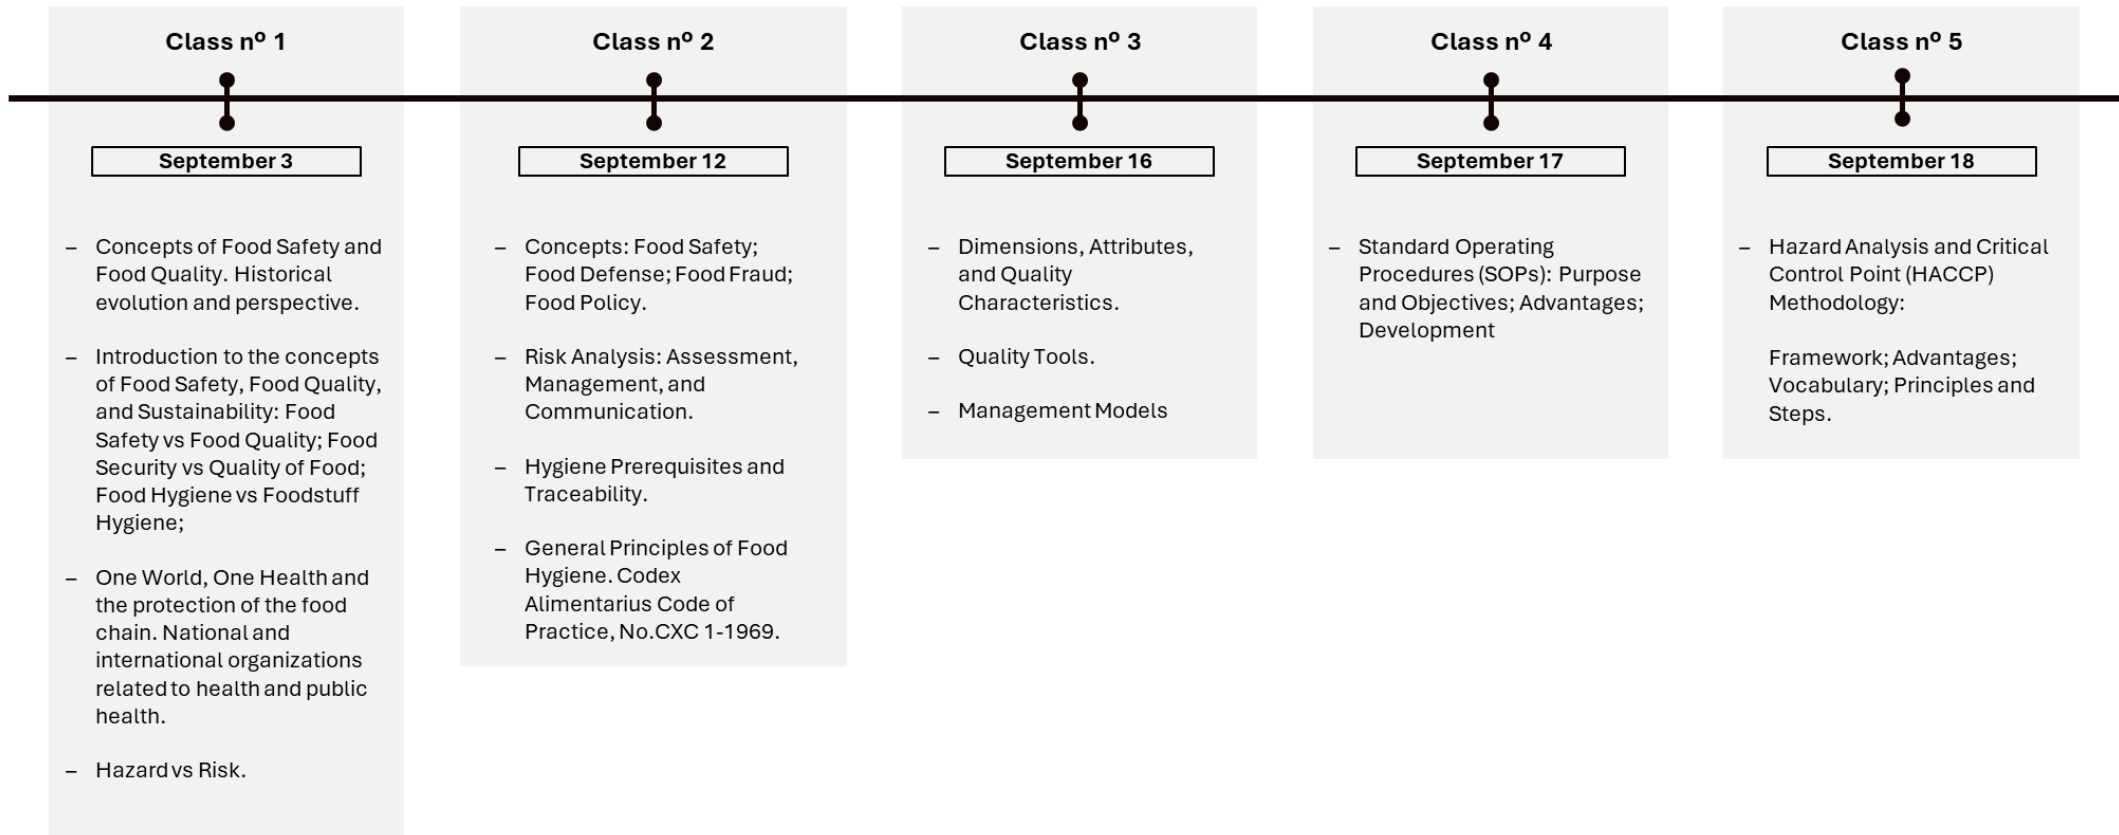 Class nº 1
September 3
– Concepts of Food Safety and
Food Quality. Historical
evolution and perspective.
– Introduction to the concepts
of Food Safety, Food Quality,
and Sustainability: Food
Safety vs Food Quality; Food
Security vs Quality of Food;
Food Hygiene vs Foodstuff
Hygiene;
– One World, One Health and
the protection of the food
chain. National and
international organizations
related to health and public
health.
– Hazard vs Risk.
Class nº 2
September 12
– Concepts: Food Safety;
Food Defense; Food Fraud;
Food Policy.
– Risk Analysis: Assessment,
Management, and
Communication.
– Hygiene Prerequisites and
Traceability.
– General Principles of Food
Hygiene. Codex
Alimentarius Code of
Practice, No.CXC 1-1969.
Class nº 3
September 16
– Dimensions, Attributes,
and Quality
Characteristics.
– Quality Tools.
– Management Models
Class nº 4
September 17
– Standard Operating
Procedures (SOPs): Purpose
and Objectives; Advantages;
Development
Class nº 5
September 18
– Hazard Analysis and Critical
Control Point (HACCP)
Methodology:
Framework; Advantages;
Vocabulary; Principles and
Steps.